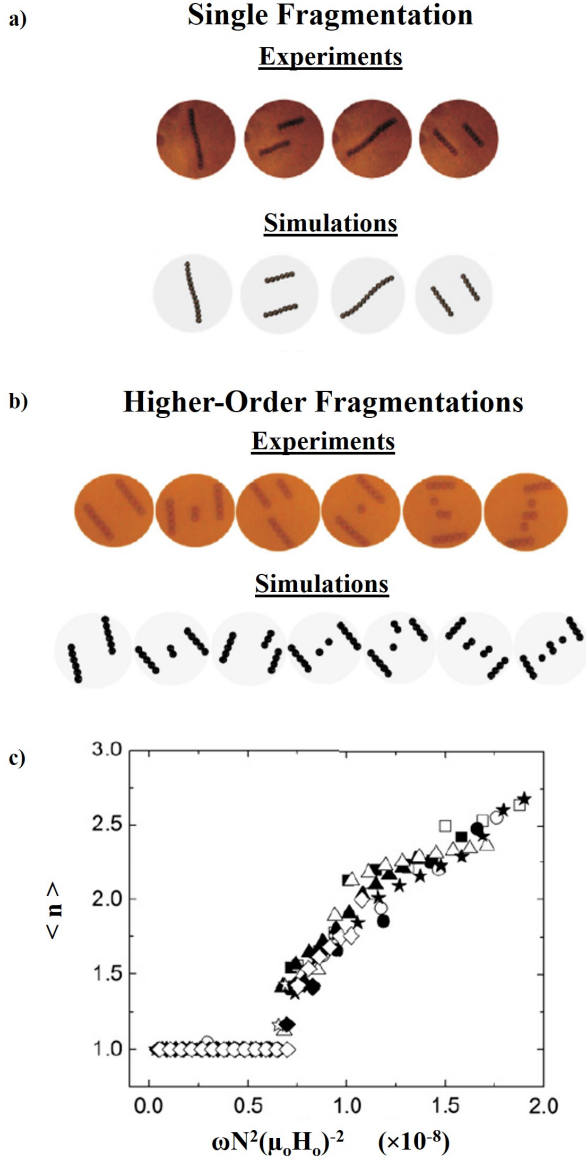 a)
Single Fragmentation
Experiments
Simulations
b)
Higher-Order Fragmentations
Experiments
Simulations
c)
3.0
2.5
2.0
1.5
1.0
< n >
0.0
0.5
1.0
1.5
2.0
ωN²(μₒHₒ)⁻² (×10⁻⁸)